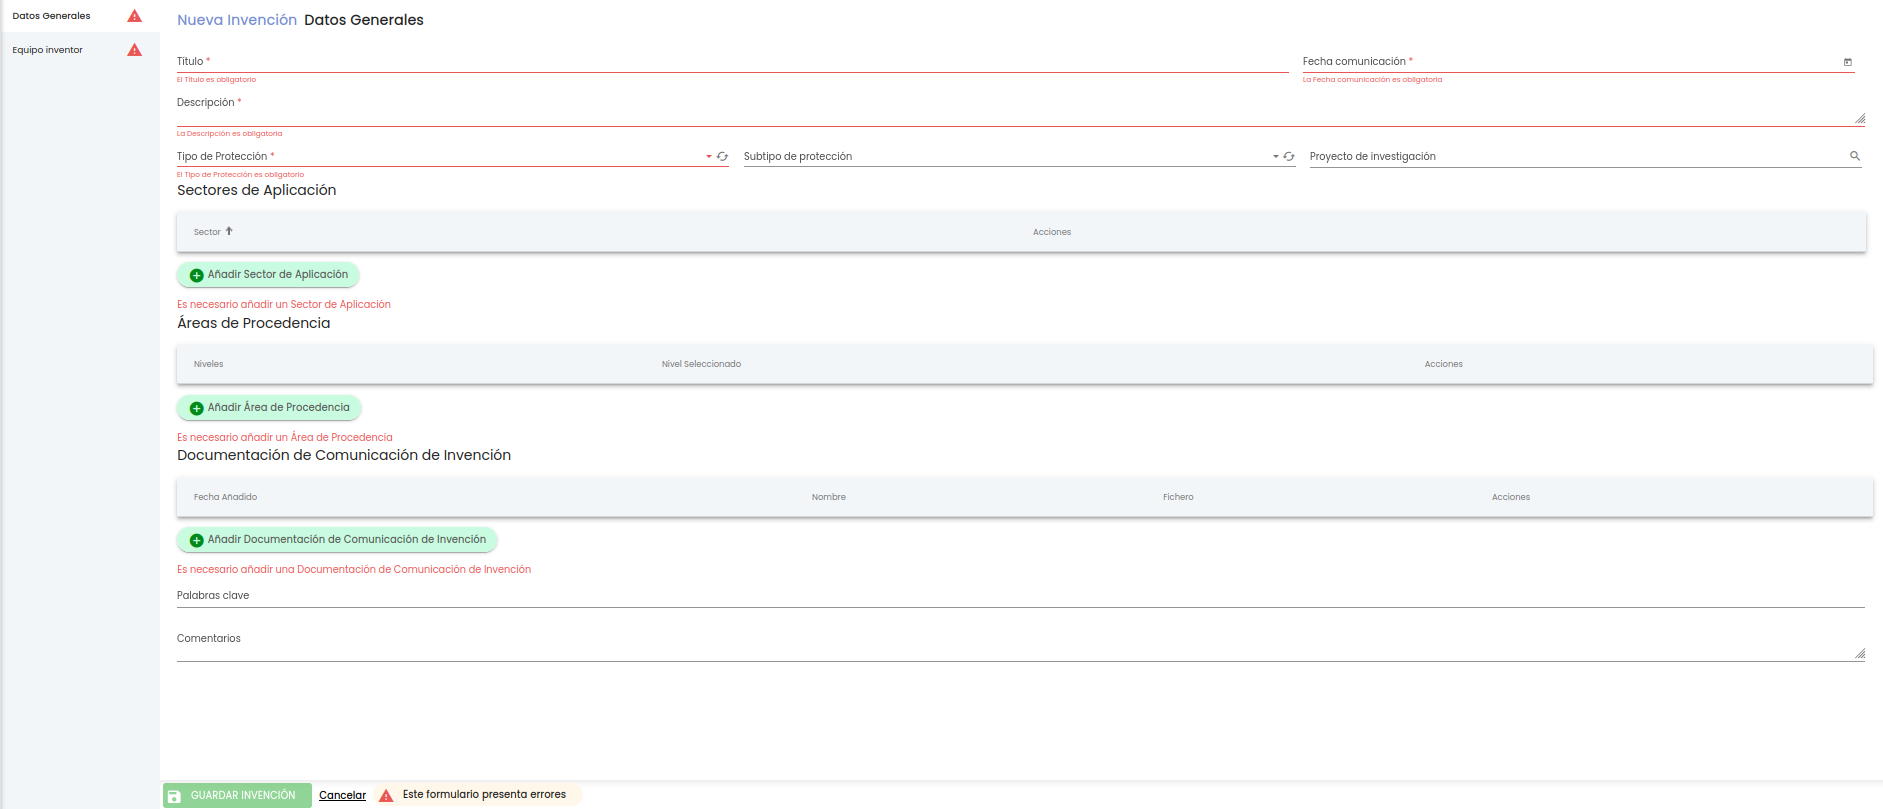 Datos Generales
Equipo inventor
Nueva Invención Datos Generales
Título *
Fecha comunicación *
El Título es obligatorio
La Fecha comunicación es obligatoria
Descripción *
La Descripción es obligatoria
Tipo de Protección *
Subtipo de protección
Proyecto de investigación
El Tipo de Protección es obligatorio
Sectores de Aplicación
Sector
Acciones
Añadir Sector de Aplicación
Es necesario añadir un Sector de Aplicación
Áreas de Procedencia
Niveles
Nivel Seleccionado
Acciones
Añadir Área de Procedencia
Es necesario añadir un Área de Procedencia
Documentación de Comunicación de Invención
Fecha Añadido
Nombre
Fichero
Acciones
Añadir Documentación de Comunicación de Invención
Es necesario añadir una Documentación de Comunicación de Invención
Palabras clave
Comentarios
GUARDAR INVENCIÓN
Cancelar
Este formulario presenta errores